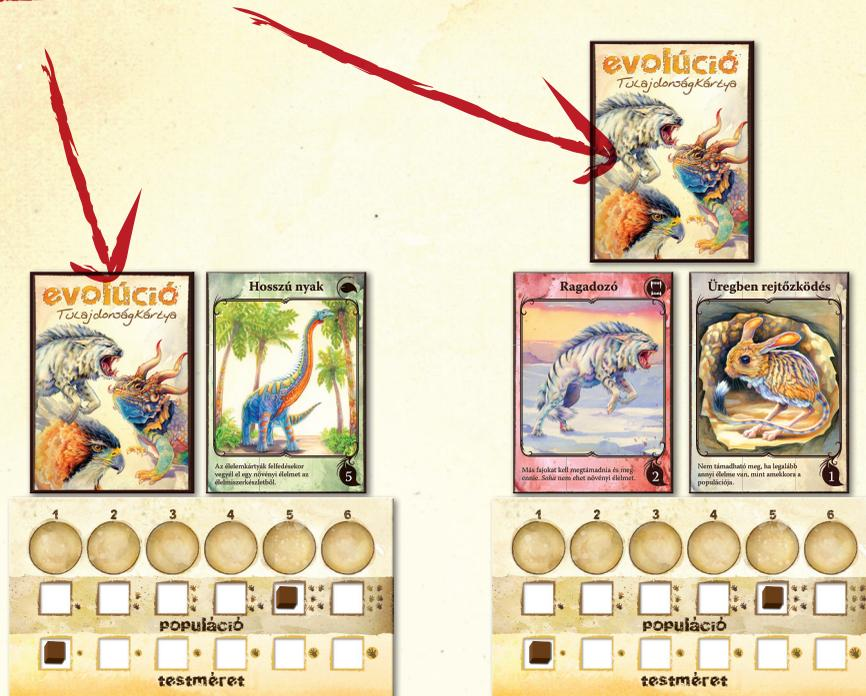 evolúció
Tulajdonságkártya
evolúció
Tulajdonságkártya
Hosszú nyak
Az élelemkártyák felfedésekor
vegyél el egy növényi élelmet az
élelmiszerkészletből.
5
Ragadozó
Más fajokat kell megtámadnia és meg-
ennie. Soha nem ehet növényi élelmet.
2
Üregben rejtőzködés
Nem támadható meg, ha legalább
annyi élelme van, mint amekkora a
populációja.
1
1 2 3 4 5 6
populáció
testméret
1 2 3 4 5 6
populáció
testméret